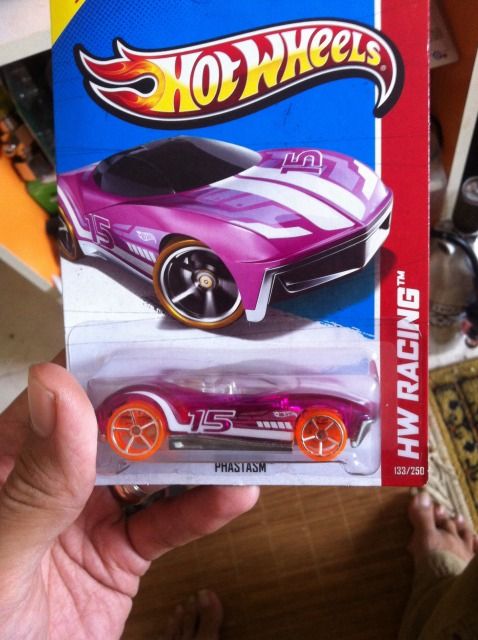 HOT WHEELS
15
15
HW RACING™
15
PHASTASM
133/250